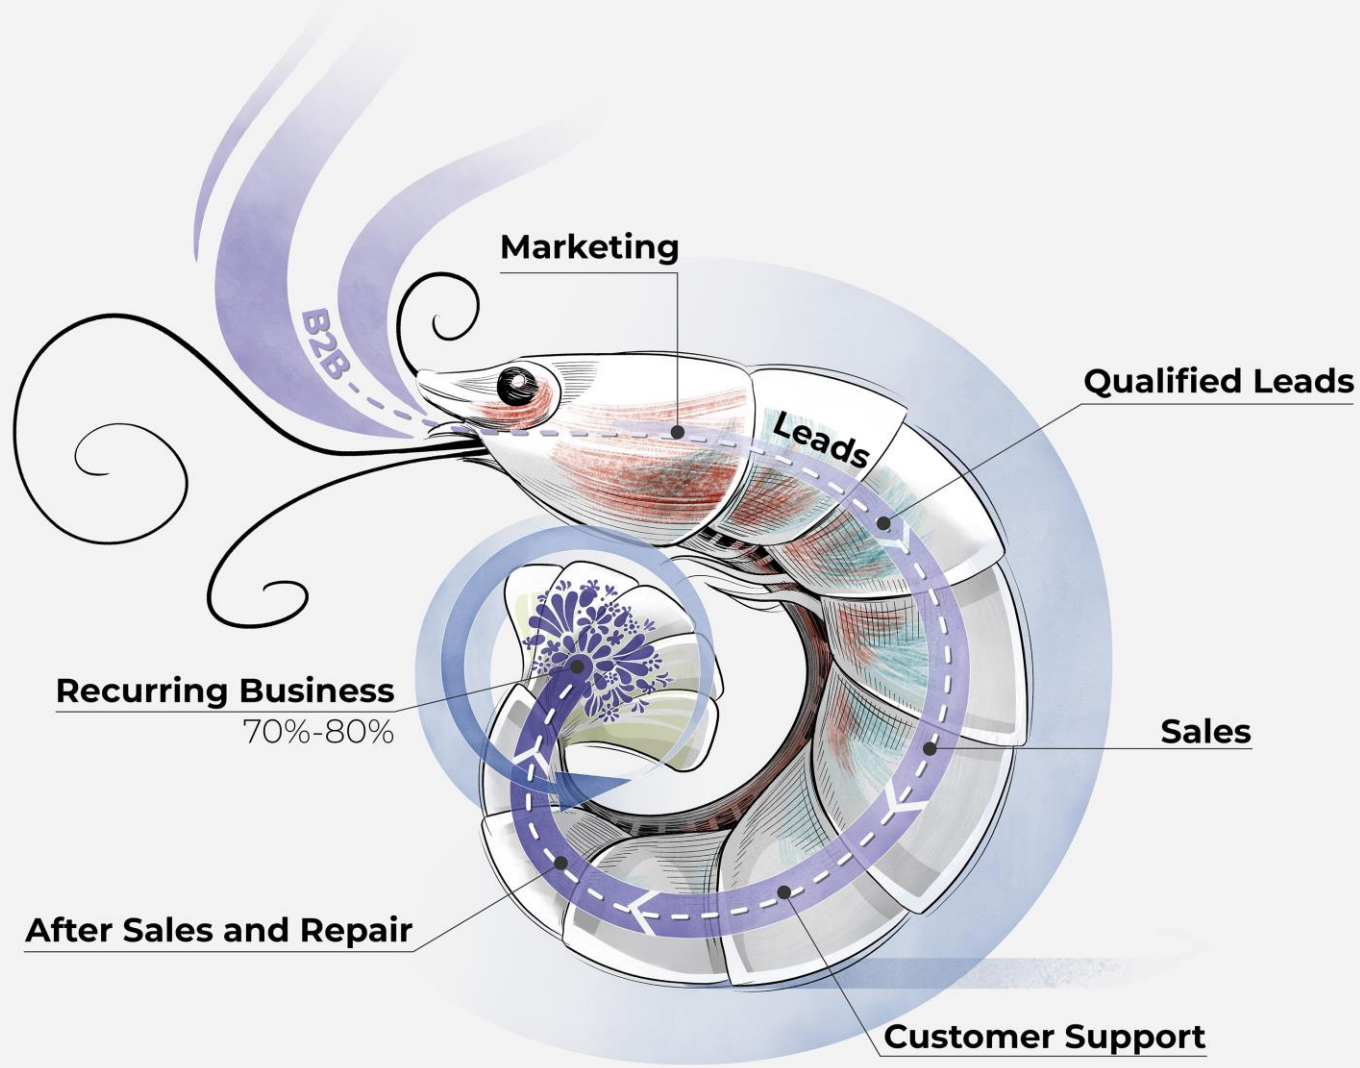 Marketing
B2B
Qualified Leads
Leads
Recurring Business
70%-80%
Sales
After Sales and Repair
Customer Support